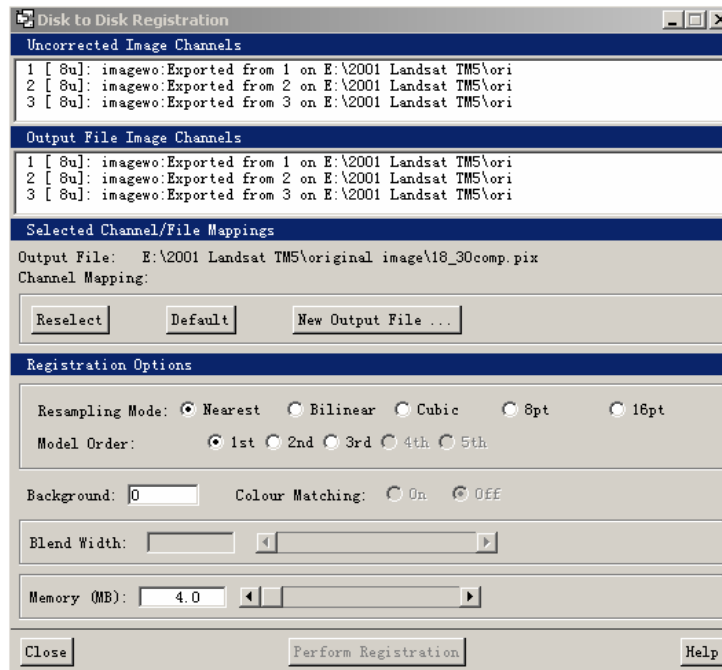 Disk to Disk Registration
Uncorrected Image Channels
1 [ 8u]: imagewo:Exported from 1 on E:\2001 Landsat TM5\ori
2 [ 8u]: imagewo:Exported from 2 on E:\2001 Landsat TM5\ori
3 [ 8u]: imagewo:Exported from 3 on E:\2001 Landsat TM5\ori
Output File Image Channels
1 [ 8u]: imagewo:Exported from 1 on E:\2001 Landsat TM5\ori
2 [ 8u]: imagewo:Exported from 2 on E:\2001 Landsat TM5\ori
3 [ 8u]: imagewo:Exported from 3 on E:\2001 Landsat TM5\ori
Selected Channel/File Mappings
Output File: E:\2001 Landsat TM5\original image\18_30comp.pix
Channel Mapping:
Reselect Default New Output File ...
Registration Options
Resampling Mode: Nearest Bilinear Cubic 8pt 16pt
Model Order: 1st 2nd 3rd 4th 5th
Background: 0 Colour Matching: On Off
Blend Width:
Memory (MB): 4.0
Close Perform Registration Help